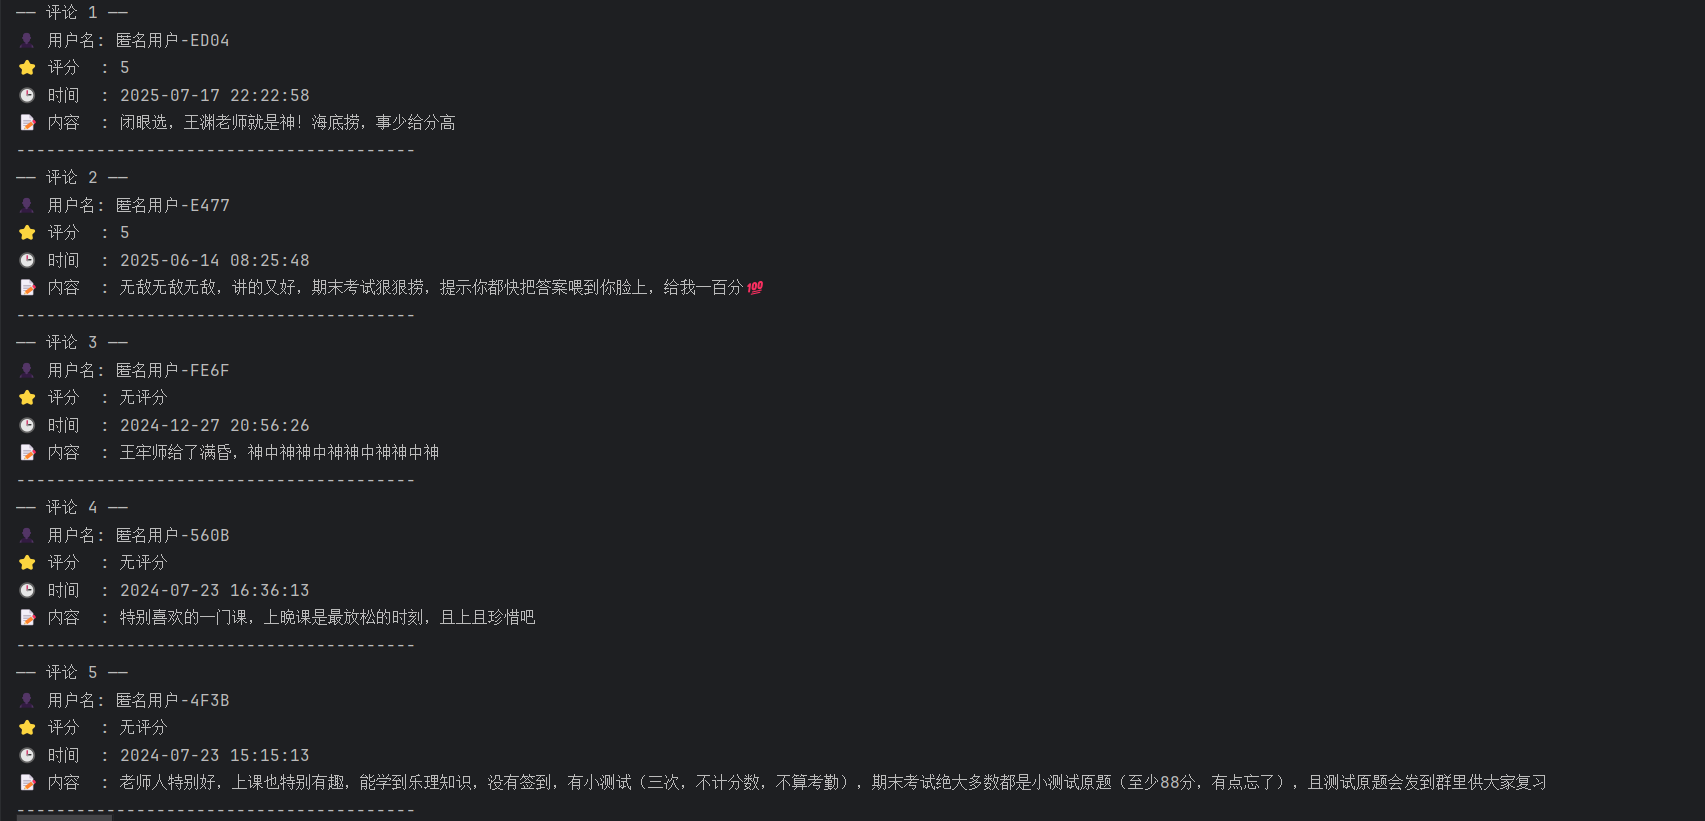 —— 评论 1 ——
👤 用户名: 匿名用户-ED04
⭐ 评分  : 5
🕒 时间  : 2025-07-17 22:22:58
📝 内容  : 闭眼选，王渊老师就是神！海底捞，事少给分高
----------------------------------------
—— 评论 2 ——
👤 用户名: 匿名用户-E477
⭐ 评分  : 5
🕒 时间  : 2025-06-14 08:25:48
📝 内容  : 无敌无敌无敌，讲的又好，期末考试狠狠捞，提示你都快把答案喂到你脸上，给我一百分💯
----------------------------------------
—— 评论 3 ——
👤 用户名: 匿名用户-FE6F
⭐ 评分  : 无评分
🕒 时间  : 2024-12-27 20:56:26
📝 内容  : 王牢师给了满昏，神中神神中神神中神神中神
----------------------------------------
—— 评论 4 ——
👤 用户名: 匿名用户-560B
⭐ 评分  : 无评分
🕒 时间  : 2024-07-23 16:36:13
📝 内容  : 特别喜欢的一门课，上晚课是最放松的时刻，且上且珍惜吧
----------------------------------------
—— 评论 5 ——
👤 用户名: 匿名用户-4F3B
⭐ 评分  : 无评分
🕒 时间  : 2024-07-23 15:15:13
📝 内容  : 老师人特别好，上课也特别有趣，能学到乐理知识，没有签到，有小测试（三次，不计分数，不算考勤），期末考试绝大多数都是小测试原题（至少88分，有点忘了），且测试原题会发到群里供大家复习
----------------------------------------